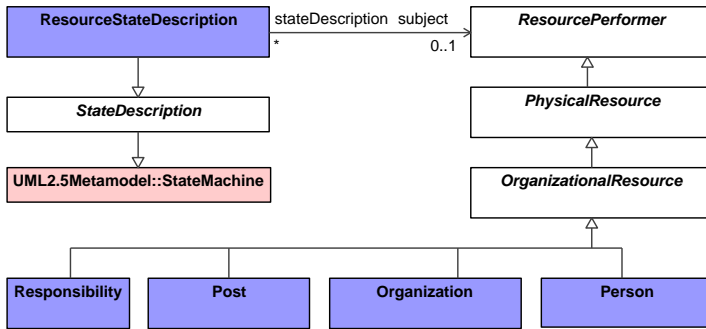 ResourceStateDescription
stateDescription subject
ResourcePerformer
*
0..1
StateDescription
PhysicalResource
UML2.5Metamodel::StateMachine
OrganizationalResource
Responsibility
Post
Organization
Person